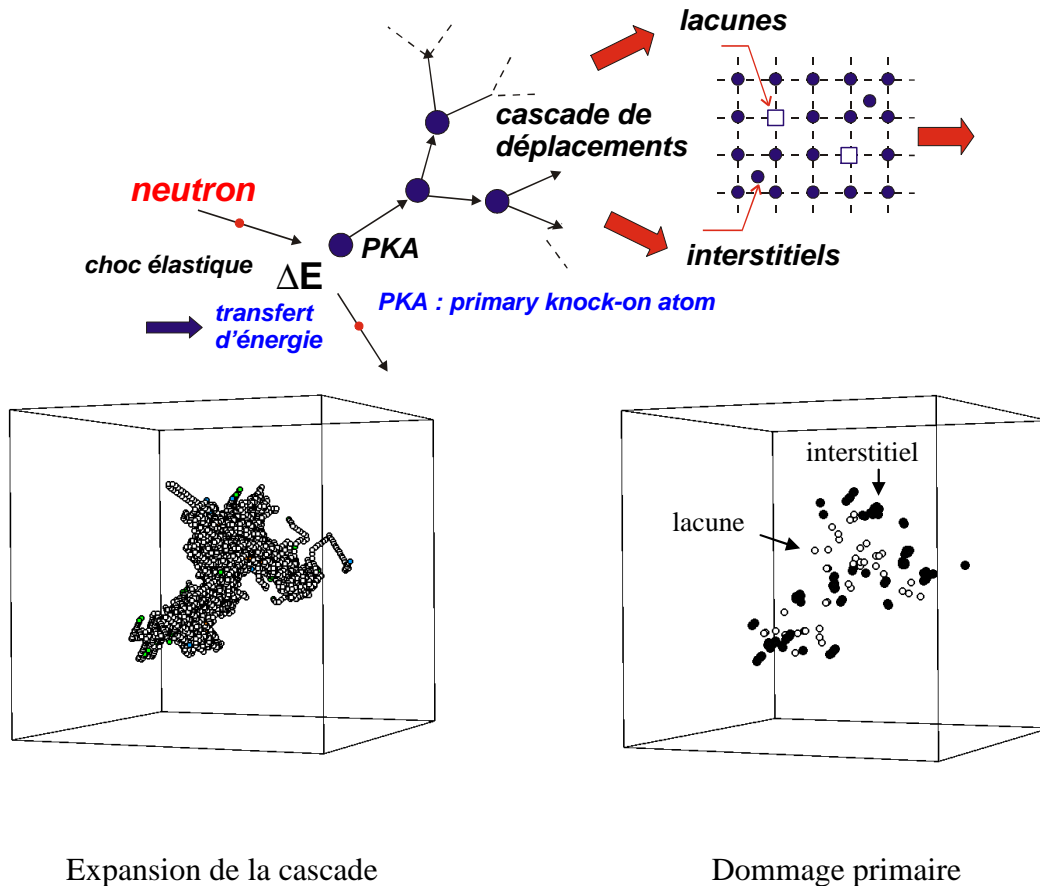 lacunes
cascade de
déplacements
neutron
PKA
interstitiels
choc élastique
ΔE
transfert
d'énergie
PKA : primary knock-on atom
interstitiel
lacune
Expansion de la cascade
Dommage primaire